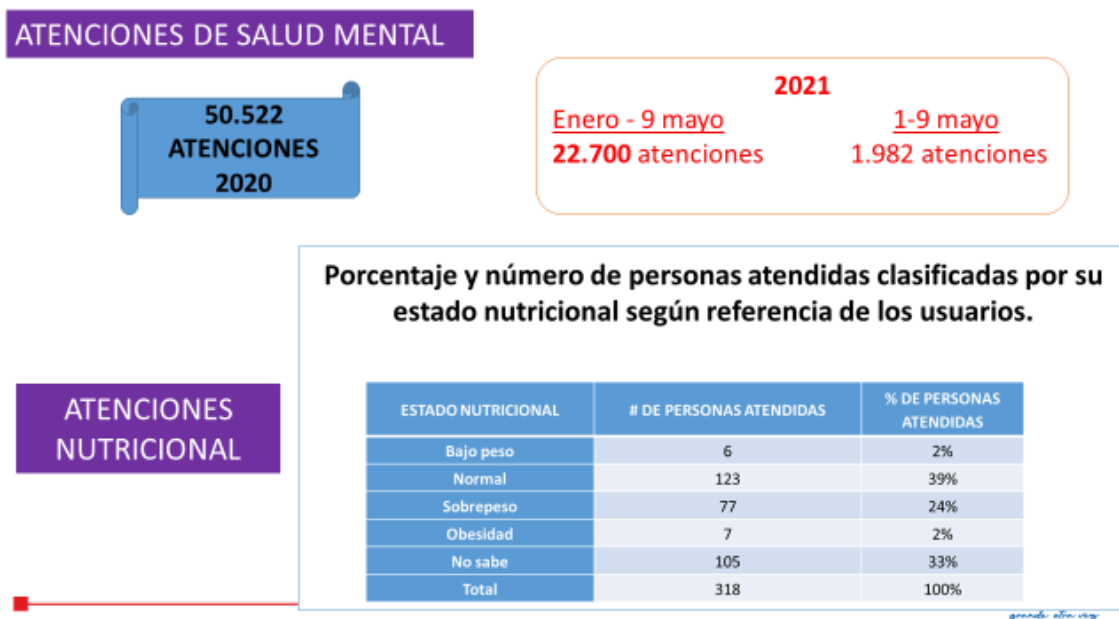 ATENCIONES DE SALUD MENTAL
50.522
ATENCIONES
2020
2021
Enero - 9 mayo 1-9 mayo
22.700 atenciones 1.982 atenciones
Porcentaje y número de personas atendidas clasificadas por su
estado nutricional según referencia de los usuarios.
ATENCIONES
NUTRICIONAL
ESTADO NUTRICIONAL # DE PERSONAS ATENDIDAS % DE PERSONAS ATENDIDAS
Bajo peso 6 2%
Normal 123 39%
Sobrepeso 77 24%
Obesidad 7 2%
No sabe 105 33%
Total 318 100%
grande otra vez